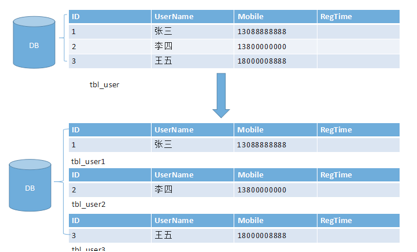 ID UserName Mobile RegTime
1 张三 13088888888
DB 2 李四 13800000000
3 王五 18000008888
tbl_user
ID UserName Mobile RegTime
1 张三 13088888888
tbl_user1
ID UserName Mobile RegTime
DB 2 李四 13800000000
tbl_user2
ID UserName Mobile RegTime
3 王五 18000008888
tbl_user3